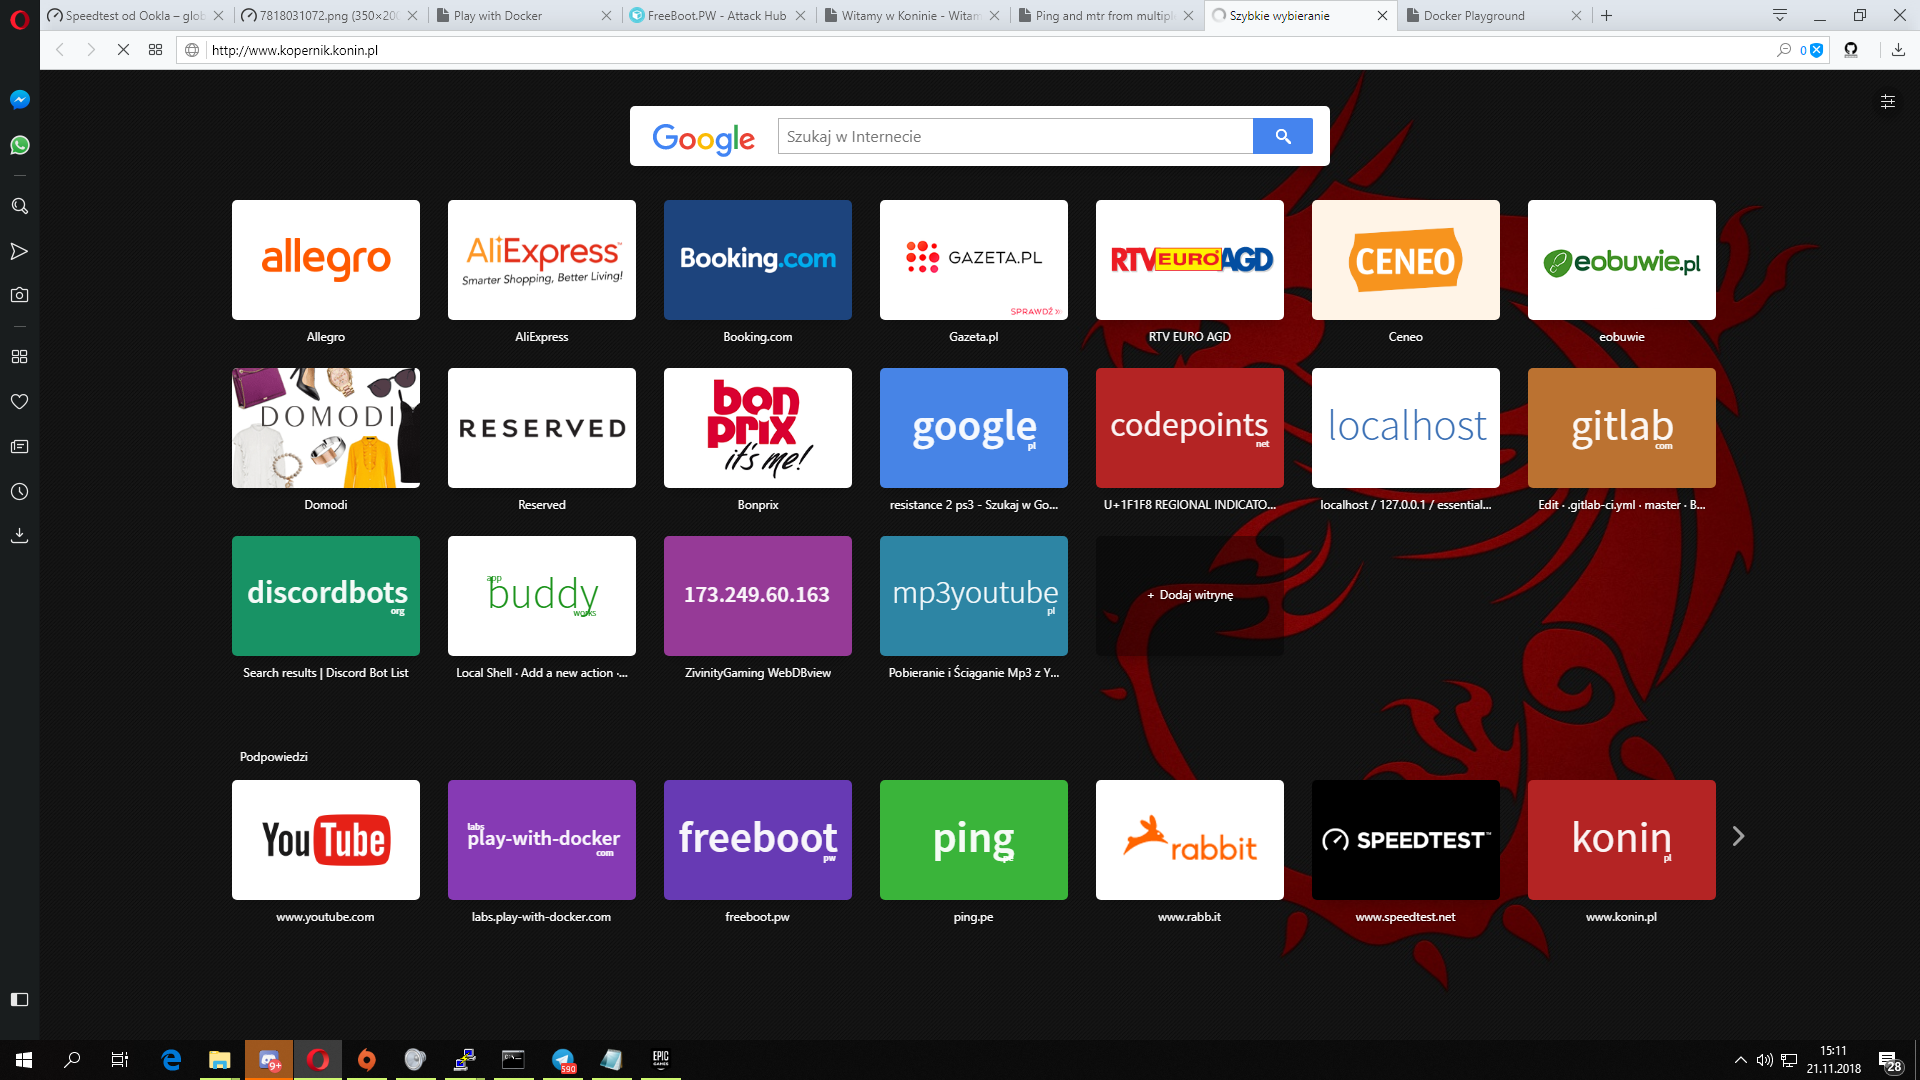 Speedtest od Ookla – glob
7818031072.png (350×200
Play with Docker
FreeBoot.PW - Attack Hub
Witamy w Koninie - Witam
Ping and mtr from multipl
Szybkie wybieranie
Docker Playground
http://www.kopernik.konin.pl
0
Google
Szukaj w Internecie
allegro
AliExpress™
Smarter Shopping, Better Living!
Booking.com
GAZETA.PL
SPRAWDŹ »
RTV EURO AGD
CENEO
eobuwie.pl
Allegro
AliExpress
Booking.com
Gazeta.pl
RTV EURO AGD
Ceneo
eobuwie
DOMODI
RESERVED
bon
prix
it's me!
google
pl
codepoints
net
localhost
gitlab
com
Domodi
Reserved
Bonprix
resistance 2 ps3 - Szukaj w Go...
U+1F1F8 REGIONAL INDICATO...
localhost / 127.0.0.1 / essential...
Edit · .gitlab-ci.yml · master · B...
discordbots
org
app
buddy
works
173.249.60.163
mp3youtube
pl
+ Dodaj witrynę
Search results | Discord Bot List
Local Shell · Add a new action ·...
ZivinityGaming WebDBview
Pobieranie i Ściąganie Mp3 z Y...
Podpowiedzi
YouTube
labs
play-with-docker
com
freeboot
pw
ping
pe
rabbit
SPEEDTEST™
konin
pl
www.youtube.com
labs.play-with-docker.com
freeboot.pw
ping.pe
www.rabb.it
www.speedtest.net
www.konin.pl
9+
590
EPIC
GAMES
15:11
21.11.2018
28